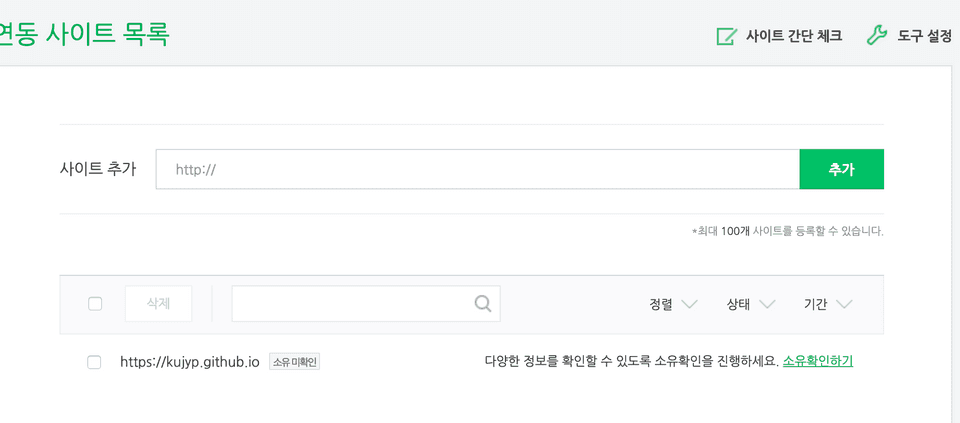 연동 사이트 목록
사이트 간단 체크 도구 설정
사이트 추가 http:// 추가
*최대 100개 사이트를 등록할 수 있습니다.
삭제 정렬 상태 기간
https://kujyp.github.io 소유 미확인 다양한 정보를 확인할 수 있도록 소유확인을 진행하세요. 소유확인하기